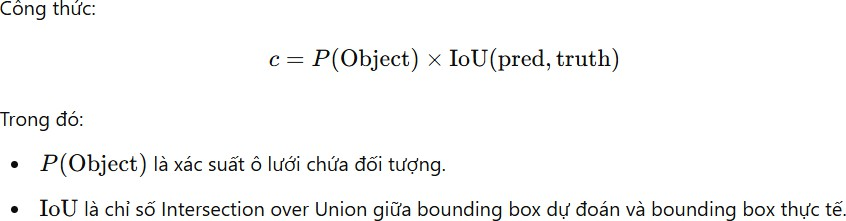 Công thức:
c = P(Object) × IoU(pred, truth)
Trong đó:
• P(Object) là xác suất ô lưới chứa đối tượng.
• IoU là chỉ số Intersection over Union giữa bounding box dự đoán và bounding box thực tế.